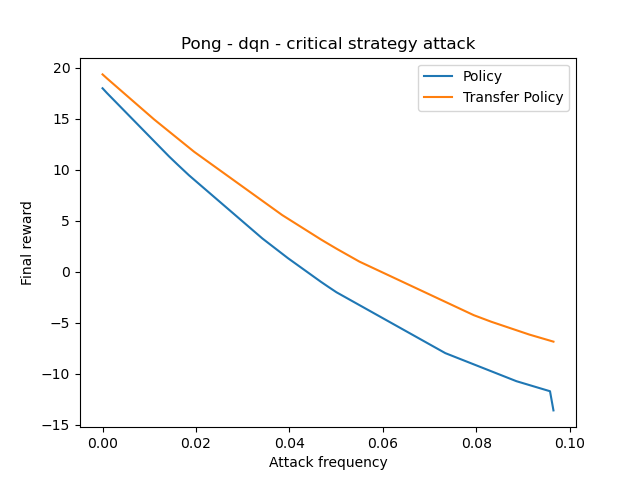 Pong - dqn - critical strategy attack
Policy
Transfer Policy
Final reward
20
15
10
5
0
−5
−10
−15
0.00 0.02 0.04 0.06 0.08 0.10
Attack frequency